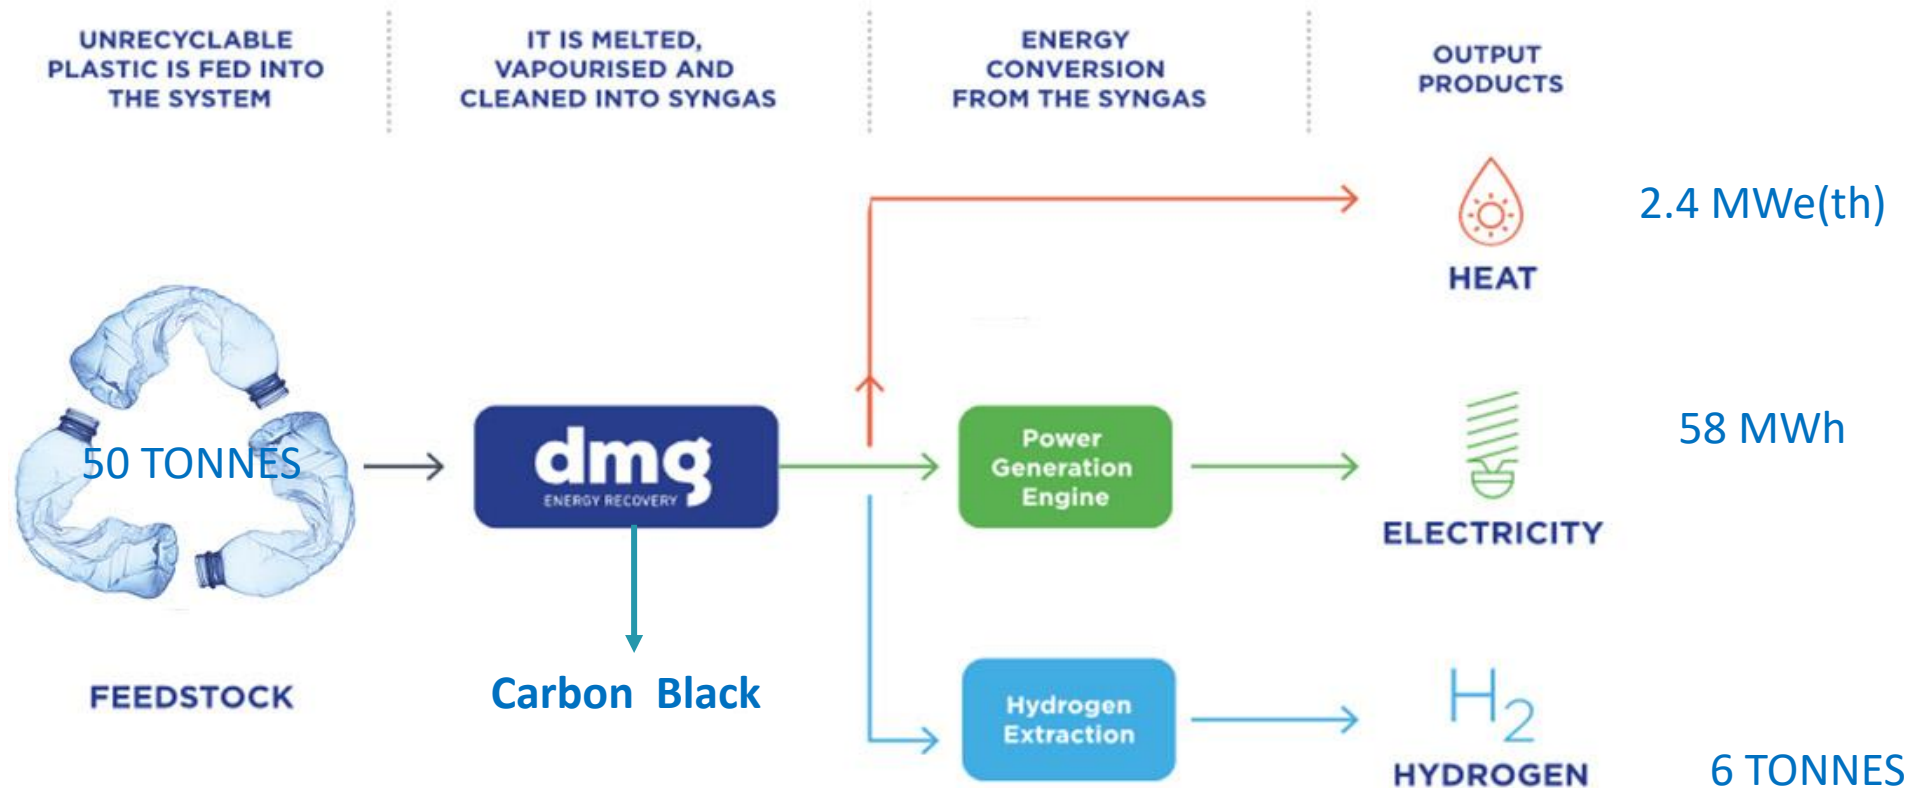 UNRECYCLABLE
PLASTIC IS FED INTO
THE SYSTEM
IT IS MELTED,
VAPOURISED AND
CLEANED INTO SYNGAS
ENERGY
CONVERSION
FROM THE SYNGAS
OUTPUT
PRODUCTS
2.4 MWe(th)
HEAT
50 TONNES
dmg
ENERGY RECOVERY
Power
Generation
Engine
58 MWh
ELECTRICITY
FEEDSTOCK
Carbon Black
Hydrogen
Extraction
H2
HYDROGEN
6 TONNES